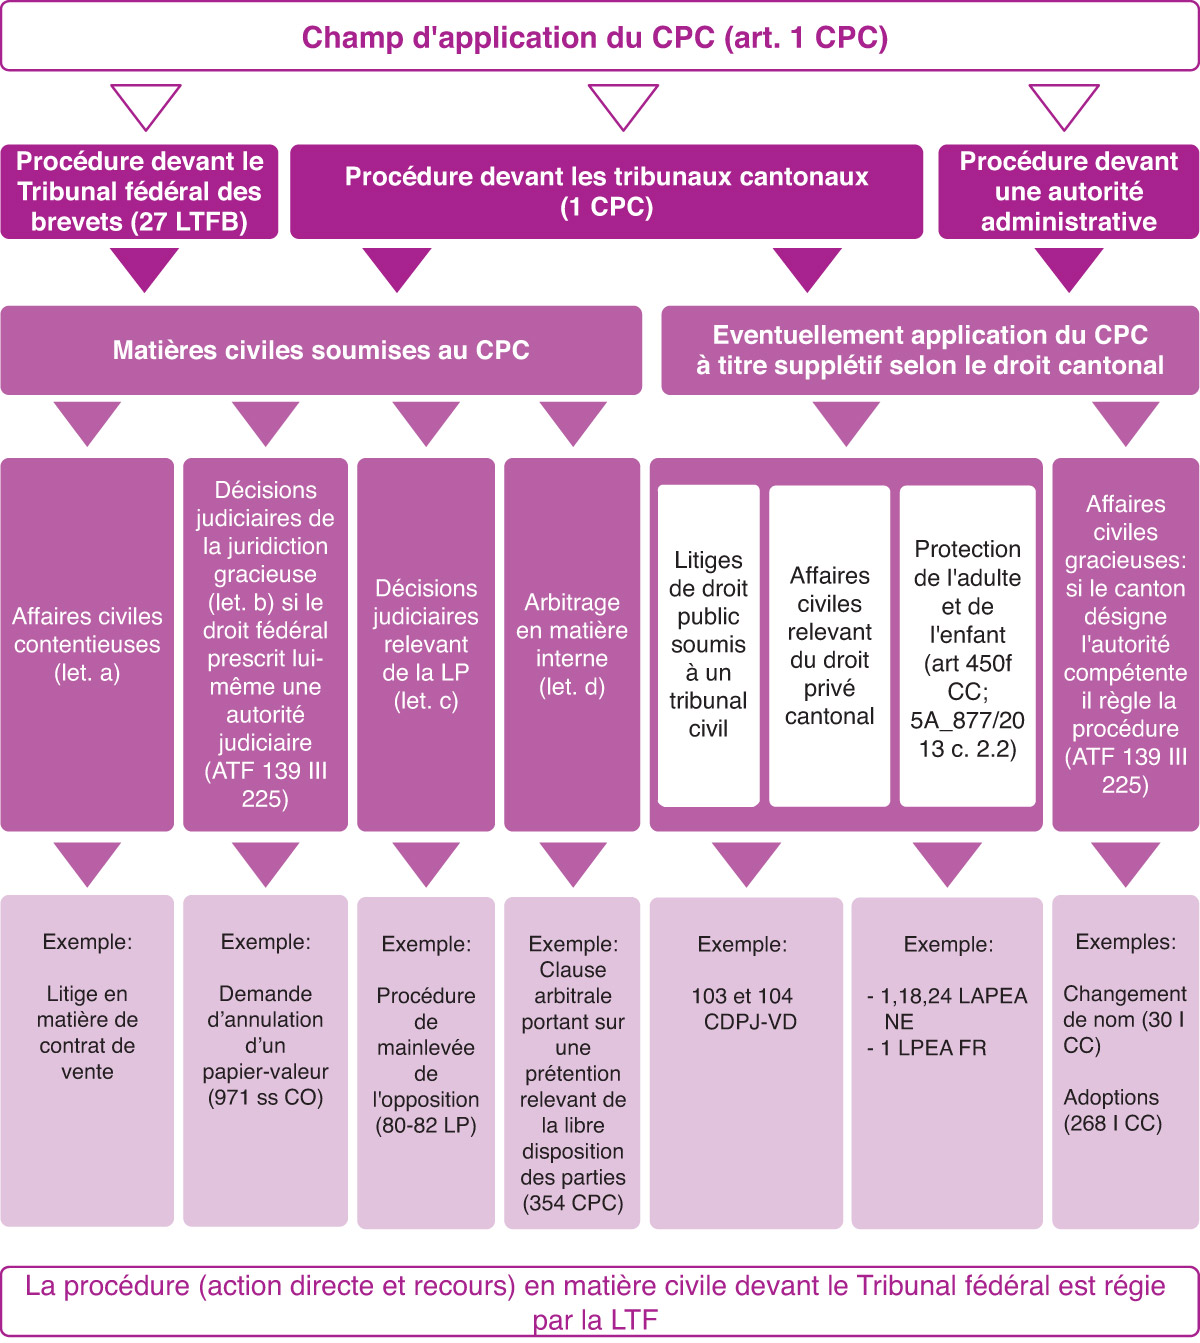 Champ d'application du CPC (art. 1 CPC)
Procédure devant le
Tribunal fédéral des
brevets (27 LTFB)
Procédure devant les tribunaux cantonaux
(1 CPC)
Procédure devant
une autorité
administrative
Matières civiles soumises au CPC
Eventuellement application du CPC
à titre supplétif selon le droit cantonal
Affaires civiles
contentieuses
(let. a)
Décisions
judiciaires de
la juridiction
gracieuse
(let. b) si le
droit fédéral
prescrit lui-
même une
autorité
judiciaire
(ATF 139 III
225)
Décisions
judiciaires
relevant
de la LP
(let. c)
Arbitrage
en matière
interne
(let. d)
Litiges
de droit
public
soumis
à un
tribunal
civil
Affaires
civiles
relevant
du droit
privé
cantonal
Protection
de l'adulte
et de
l'enfant
(art 450f
CC;
5A_877/20
13 c. 2.2)
Affaires
civiles
gracieuses:
si le canton
désigne
l'autorité
compétente
il règle la
procédure
(ATF 139 III
225)
Exemple:
Litige en
matière de
contrat de
vente
Exemple:
Demande
d’annulation
d’un
papier-valeur
(971 ss CO)
Exemple:
Procédure
de
mainlevée
de
l'opposition
(80-82 LP)
Exemple:
Clause
arbitrale
portant sur
une
prétention
relevant de
la libre
disposition
des parties
(354 CPC)
Exemple:
103 et 104
CDPJ-VD
Exemple:
- 1,18,24 LAPEA
NE
- 1 LPEA FR
Exemples:
Changement
de nom (30 I
CC)
Adoptions
(268 I CC)
La procédure (action directe et recours) en matière civile devant le Tribunal fédéral est régie
par la LTF